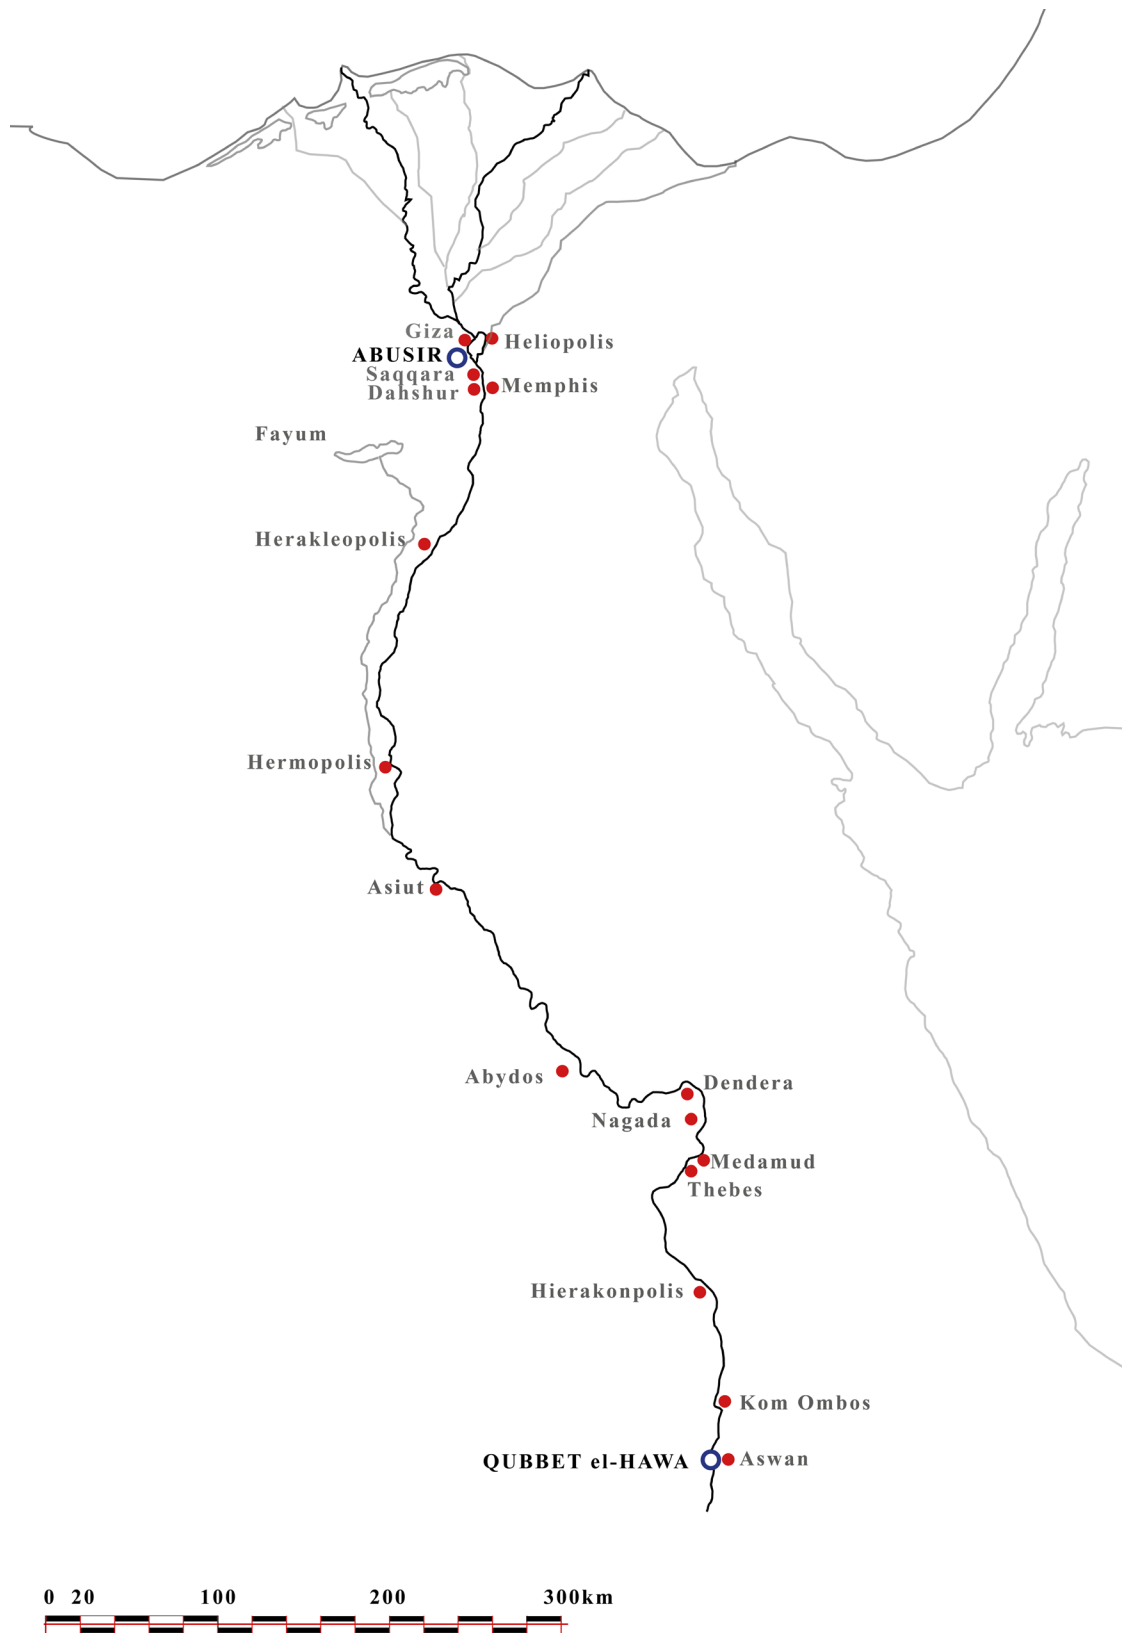 Giza
Heliopolis
ABUSIR
Saqqara
Dahshur
Memphis
Fayum
Herakleopolis
Hermopolis
Asiut
Abydos
Dendera
Nagada
Medamud
Thebes
Hierakonpolis
Kom Ombos
QUBBET el-HAWA
Aswan
0 20 100 200 300km